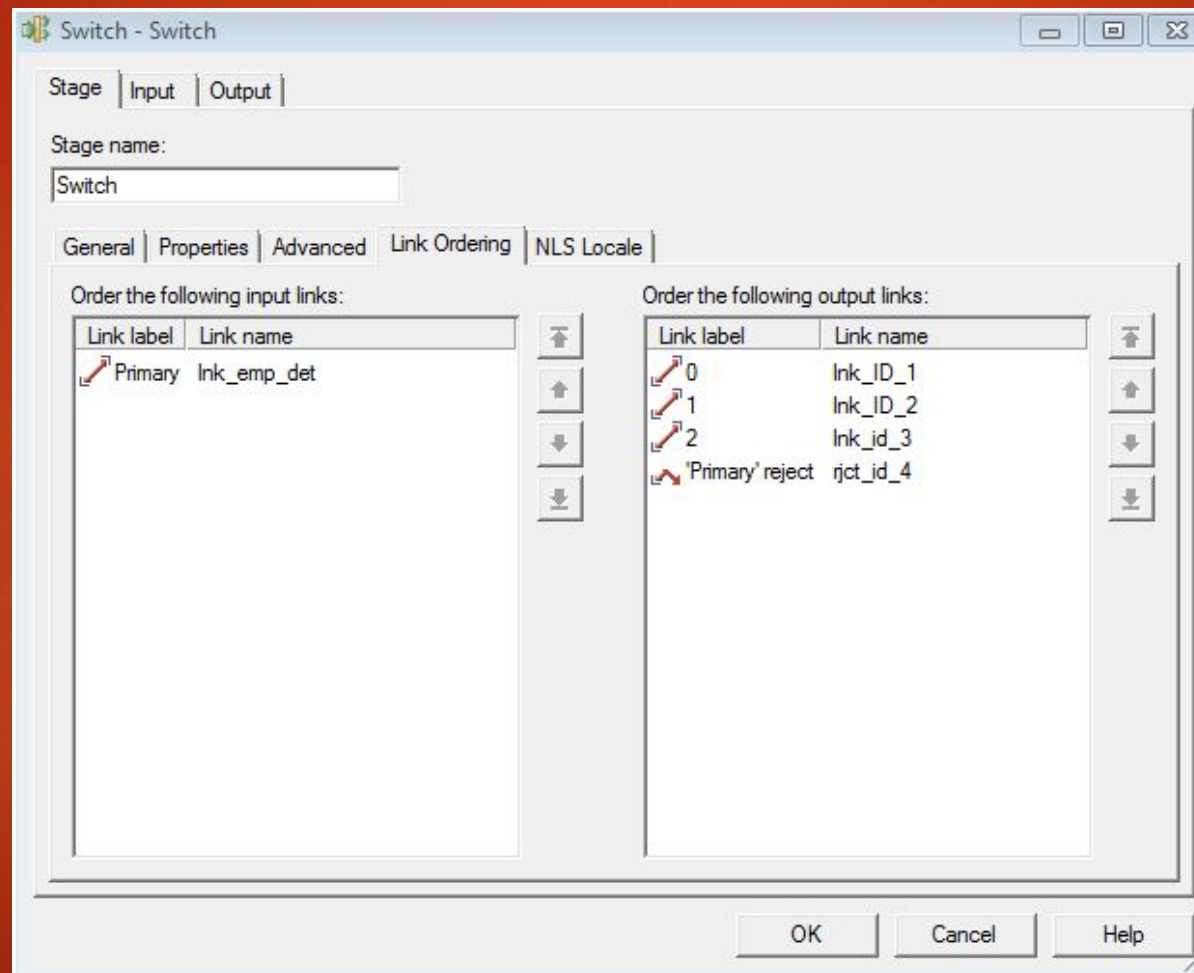 Switch - Switch
Stage Input Output
Stage name:
Switch
General Properties Advanced Link Ordering NLS Locale
Order the following input links:
Link label Link name
Primary lnk_emp_det
Order the following output links:
Link label Link name
0 lnk_ID_1
1 lnk_ID_2
2 lnk_id_3
'Primary' reject rjct_id_4
OK Cancel Help